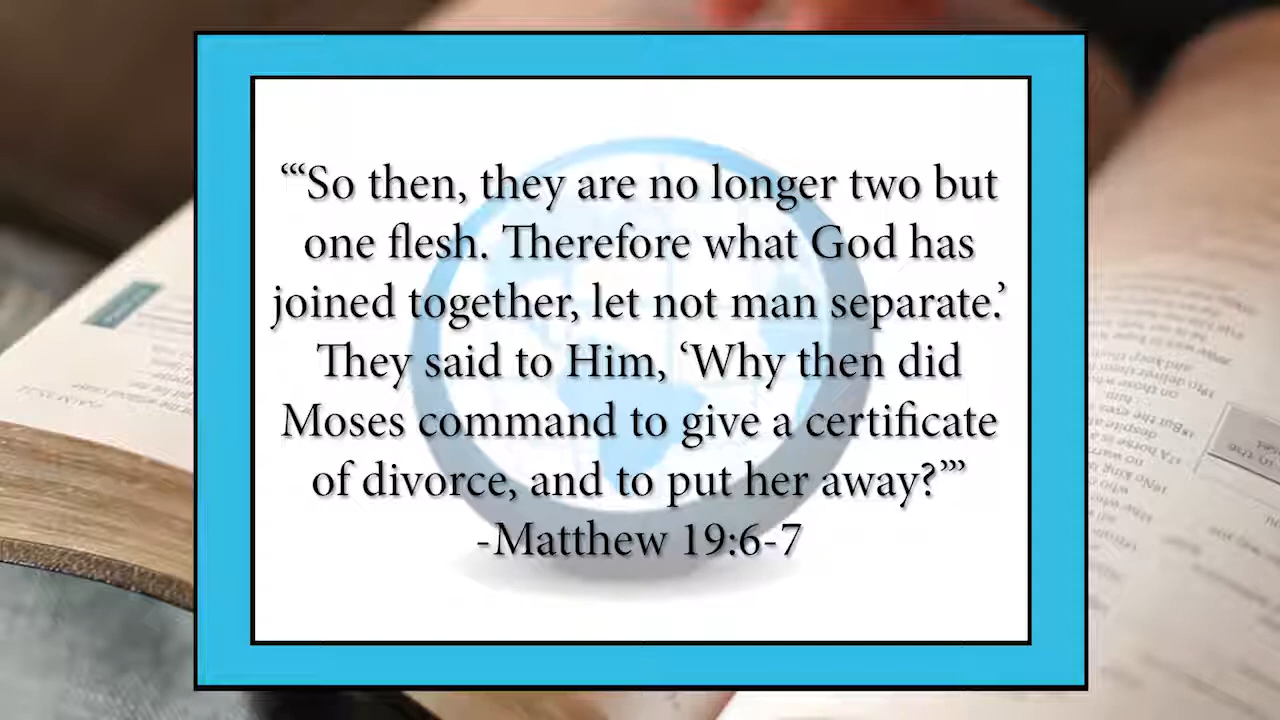 “‘So then, they are no longer two but
one flesh. Therefore what God has
joined together, let not man separate.’
They said to Him, ‘Why then did
Moses command to give a certificate
of divorce, and to put her away?’”
-Matthew 19:6-7